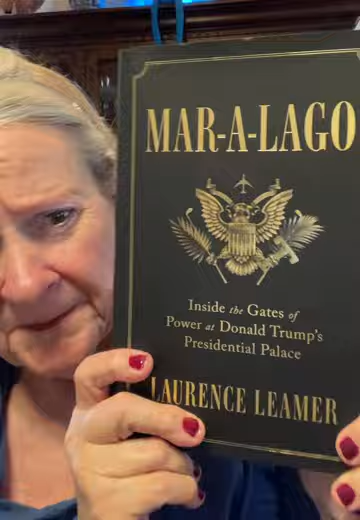 MAR-A-LAGO
Inside the Gates of
Power at Donald Trump's
Presidential Palace
LAURENCE LEAMER